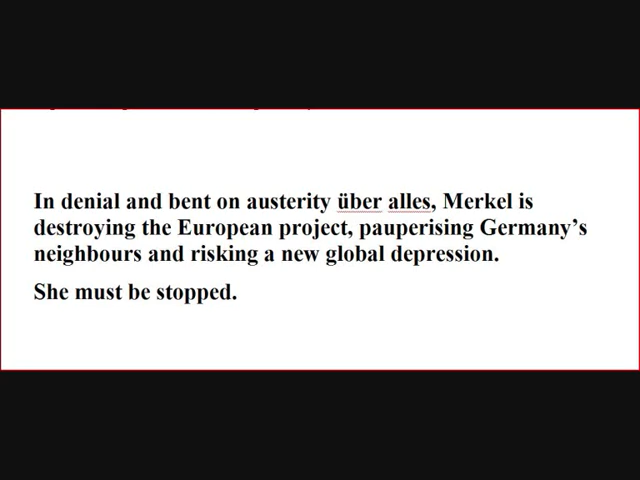 In denial and bent on austerity über alles, Merkel is
destroying the European project, pauperising Germany’s
neighbours and risking a new global depression.
She must be stopped.